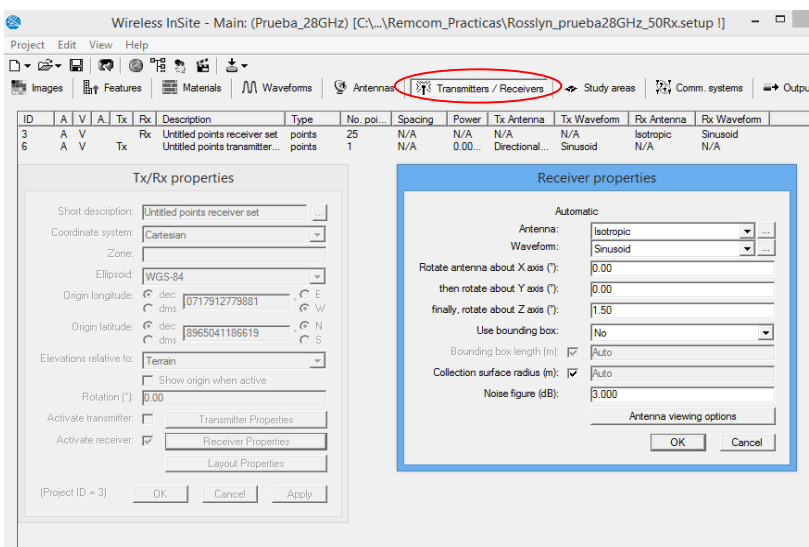 Wireless InSite - Main: (Prueba_28GHz) [C:\...\Remcom_Practicas\Rosslyn_prueba28GHz_50Rx.setup !]
Project Edit View Help
Images Features Materials Waveforms Antennas Transmitters / Receivers Study areas Comm. systems Outpu
ID A V A. Tx Rx Description Type No. poi... Spacing Power Tx Antenna Tx Waveform Rx Antenna Rx Waveform
3 A V Rx Untitled points receiver set points 25 N/A N/A N/A N/A Isotropic Sinusoid
6 A V Tx Untitled points transmitter... points 1 N/A 0.00... Directional... Sinusoid N/A N/A
Tx/Rx properties
Short description: Untitled points receiver set ...
Coordinate system: Cartesian
Zone:
Ellipsoid: WGS-84
Origin longitude: dec dms 0717912779881 , E W
Origin latitude: dec dms 8965041186619 , N S
Elevations relative to: Terrain
Show origin when active
Rotation (°): 0.00
Activate transmitter: Transmitter Properties
Activate receiver: Receiver Properties
Layout Properties
(Project ID = 3) OK Cancel Apply
Receiver properties
Automatic
Antenna: Isotropic ...
Waveform: Sinusoid ...
Rotate antenna about X axis (°): 0.00
then rotate about Y axis (°): 0.00
finally, rotate about Z axis (°): 1.50
Use bounding box: No
Bounding box length (m): Auto
Collection surface radius (m): Auto
Noise figure (dB): 3.000
Antenna viewing options
OK Cancel